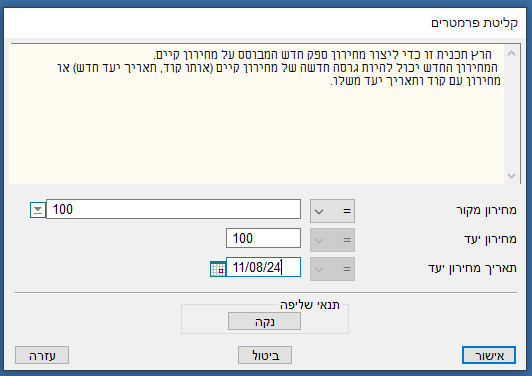 קליטת פרמטרים
הרץ תכנית זו כדי ליצור מחירון ספק חדש המבוסס על מחירון קיים.
המחירון החדש יכול להיות גרסה חדשה של מחירון קיים (אותו קוד, תאריך יעד חדש) או
מחירון עם קוד ותאריך יעד משלו.
מחירון מקור = 100
מחירון יעד = 100
תאריך מחירון יעד = 11/08/24
תנאי שליפה
נקה
אישור ביטול עזרה